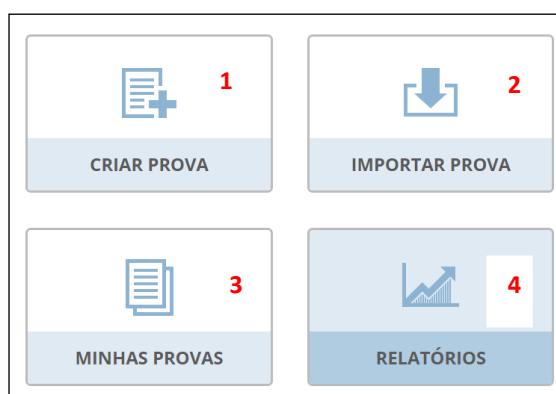 1
2
CRIAR PROVA
IMPORTAR PROVA
3
4
MINHAS PROVAS
RELATÓRIOS